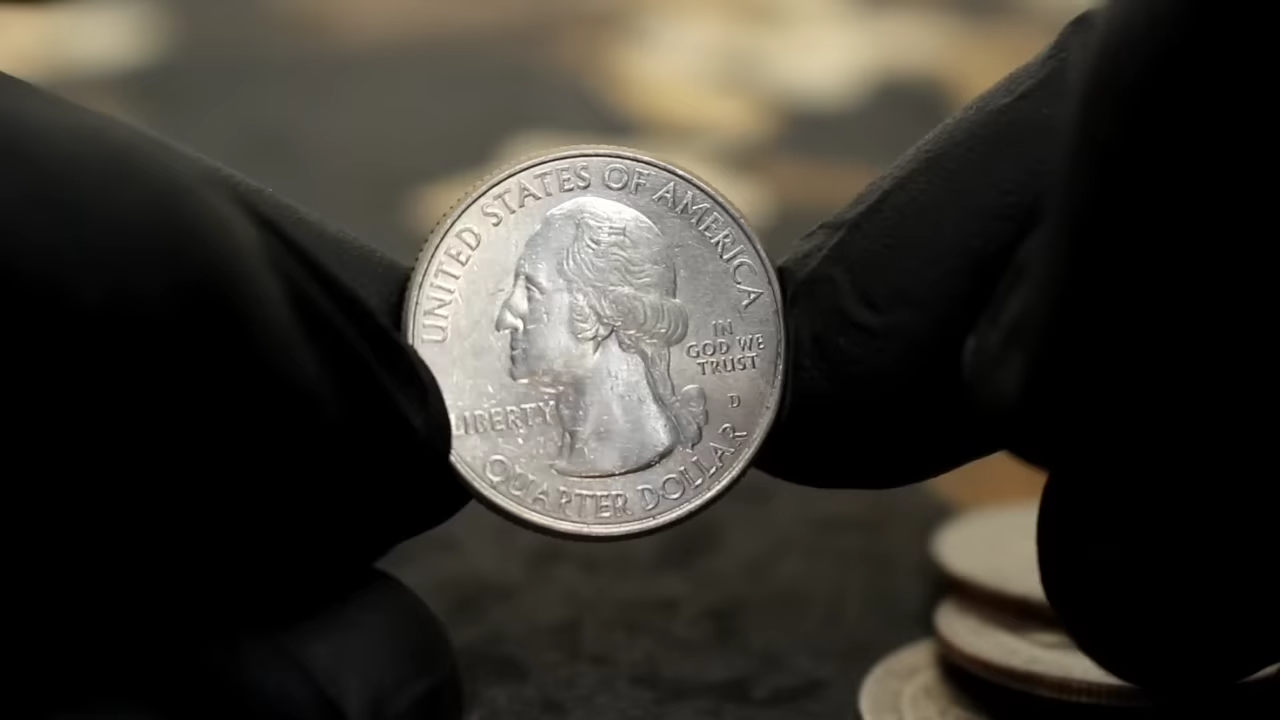 UNITED STATES OF AMERICA
IN
GOD WE
TRUST
D
LIBERTY
QUARTER DOLLAR